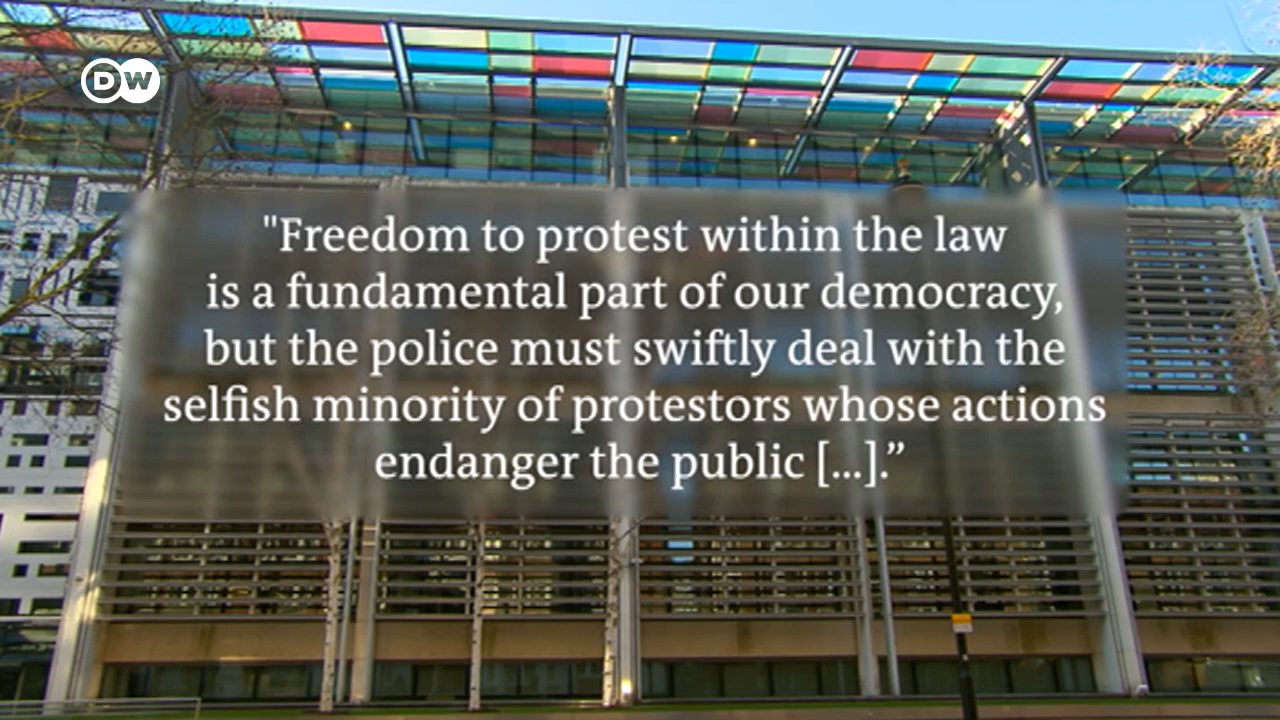 DW
"Freedom to protest within the law
is a fundamental part of our democracy,
but the police must swiftly deal with the
selfish minority of protestors whose actions
endanger the public [...].”